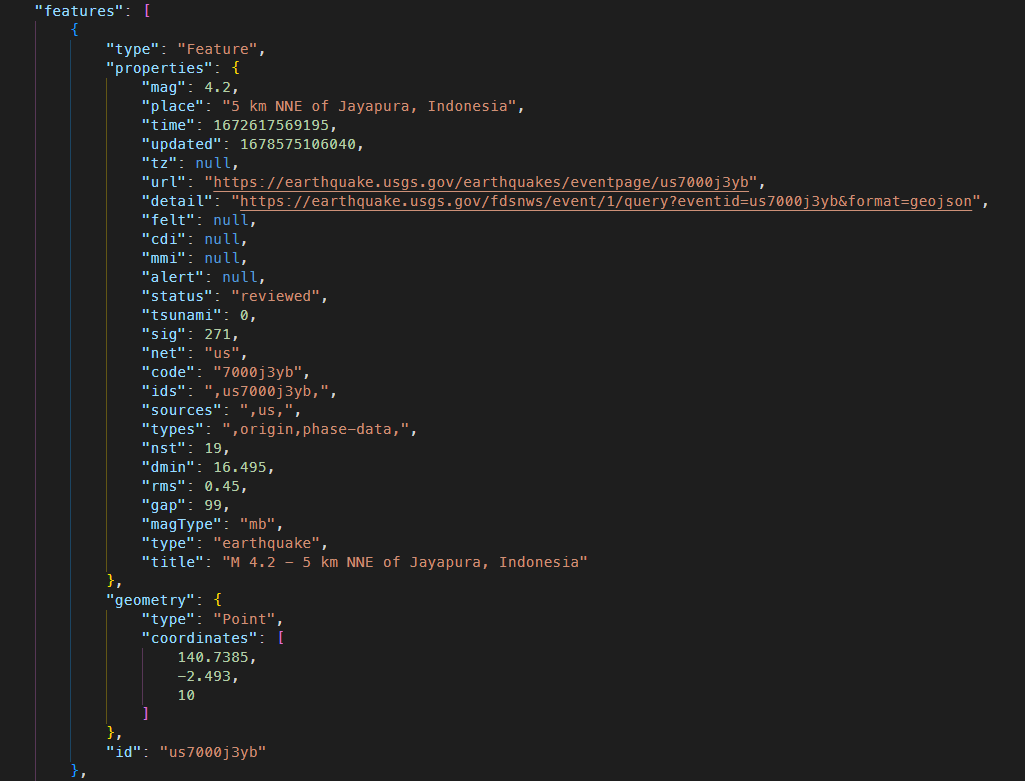 "features": [
{
"type": "Feature",
"properties": {
"mag": 4.2,
"place": "5 km NNE of Jayapura, Indonesia",
"time": 1672617569195,
"updated": 1678575106040,
"tz": null,
"url": "https://earthquake.usgs.gov/earthquakes/eventpage/us7000j3yb",
"detail": "https://earthquake.usgs.gov/fdsnws/event/1/query?eventid=us7000j3yb&format=geojson",
"felt": null,
"cdi": null,
"mmi": null,
"alert": null,
"status": "reviewed",
"tsunami": 0,
"sig": 271,
"net": "us",
"code": "7000j3yb",
"ids": ",us7000j3yb,",
"sources": ",us,",
"types": ",origin,phase-data,",
"nst": 19,
"dmin": 16.495,
"rms": 0.45,
"gap": 99,
"magType": "mb",
"type": "earthquake",
"title": "M 4.2 - 5 km NNE of Jayapura, Indonesia"
},
"geometry": {
"type": "Point",
"coordinates": [
140.7385,
-2.493,
10
]
},
"id": "us7000j3yb"
},